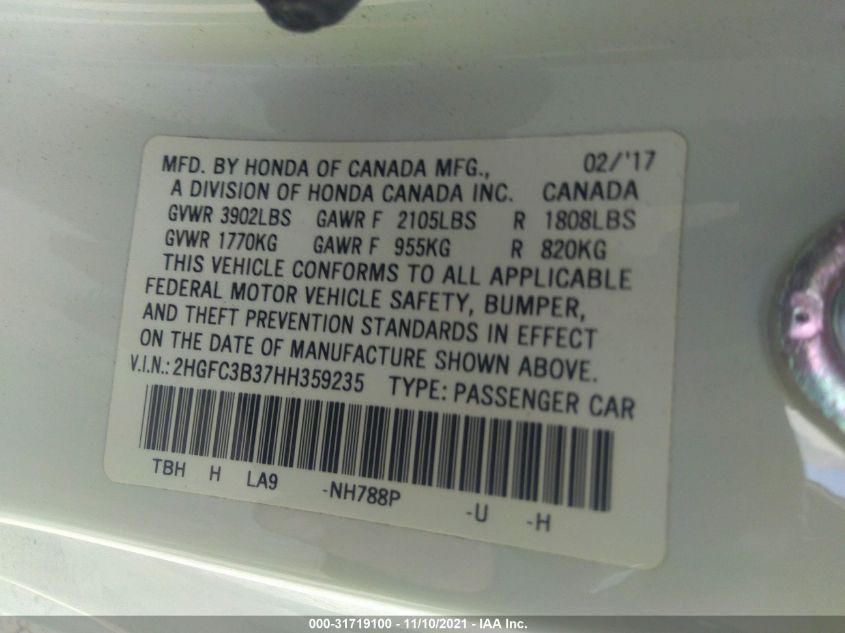 MFD. BY HONDA OF CANADA MFG., 02/'17
A DIVISION OF HONDA CANADA INC. CANADA
GVWR 3902LBS GAWR F 2105LBS R 1808LBS
GVWR 1770KG GAWR F 955KG R 820KG
THIS VEHICLE CONFORMS TO ALL APPLICABLE
FEDERAL MOTOR VEHICLE SAFETY, BUMPER,
AND THEFT PREVENTION STANDARDS IN EFFECT
ON THE DATE OF MANUFACTURE SHOWN ABOVE.
V.I.N.: 2HGFC3B37HH359235 TYPE: PASSENGER CAR
TBH H LA9 -NH788P -U -H
000-31719100 - 11/10/2021 - IAA Inc.